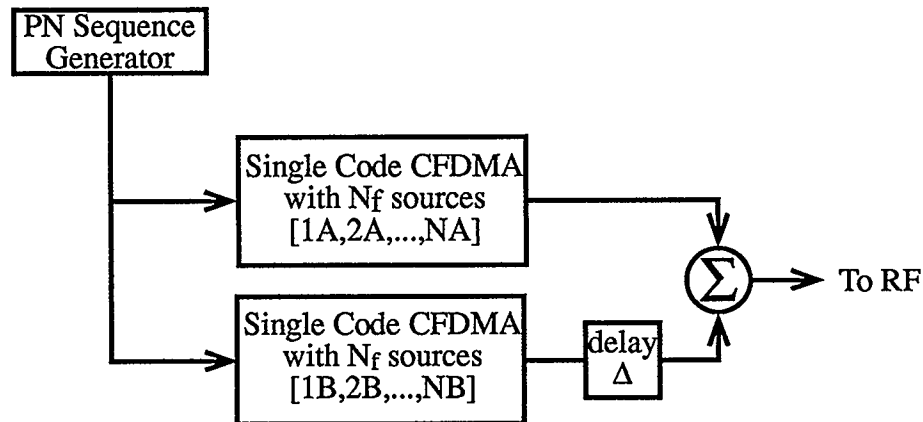 PN Sequence
Generator
Single Code CFDMA
with Nf sources
[1A,2A,...,NA]
Σ
To RF
Single Code CFDMA
with Nf sources
[1B,2B,...,NB]
delay
Δ